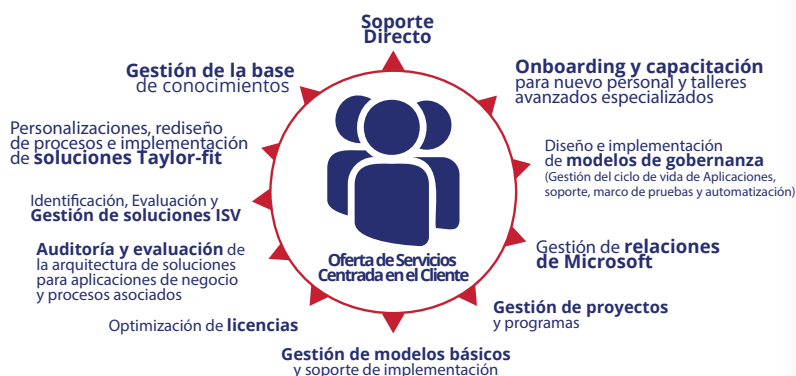 Soporte
Directo
Gestión de la base
de conocimientos
Onboarding y capacitación
para nuevo personal y talleres
avanzados especializados
Personalizaciones, rediseño
de procesos e implementación
de soluciones Taylor-fit
Diseño e implementación
de modelos de gobernanza
(Gestión del ciclo de vida de Aplicaciones,
soporte, marco de pruebas y automatización)
Identificación, Evaluación y
Gestión de soluciones ISV
Auditoría y evaluación de
la arquitectura de soluciones
para aplicaciones de negocio
y procesos asociados
Oferta de Servicios
Centrada en el Cliente
Gestión de relaciones
de Microsoft
Gestión de proyectos
y programas
Optimización de licencias
Gestión de modelos básicos
y soporte de implementación